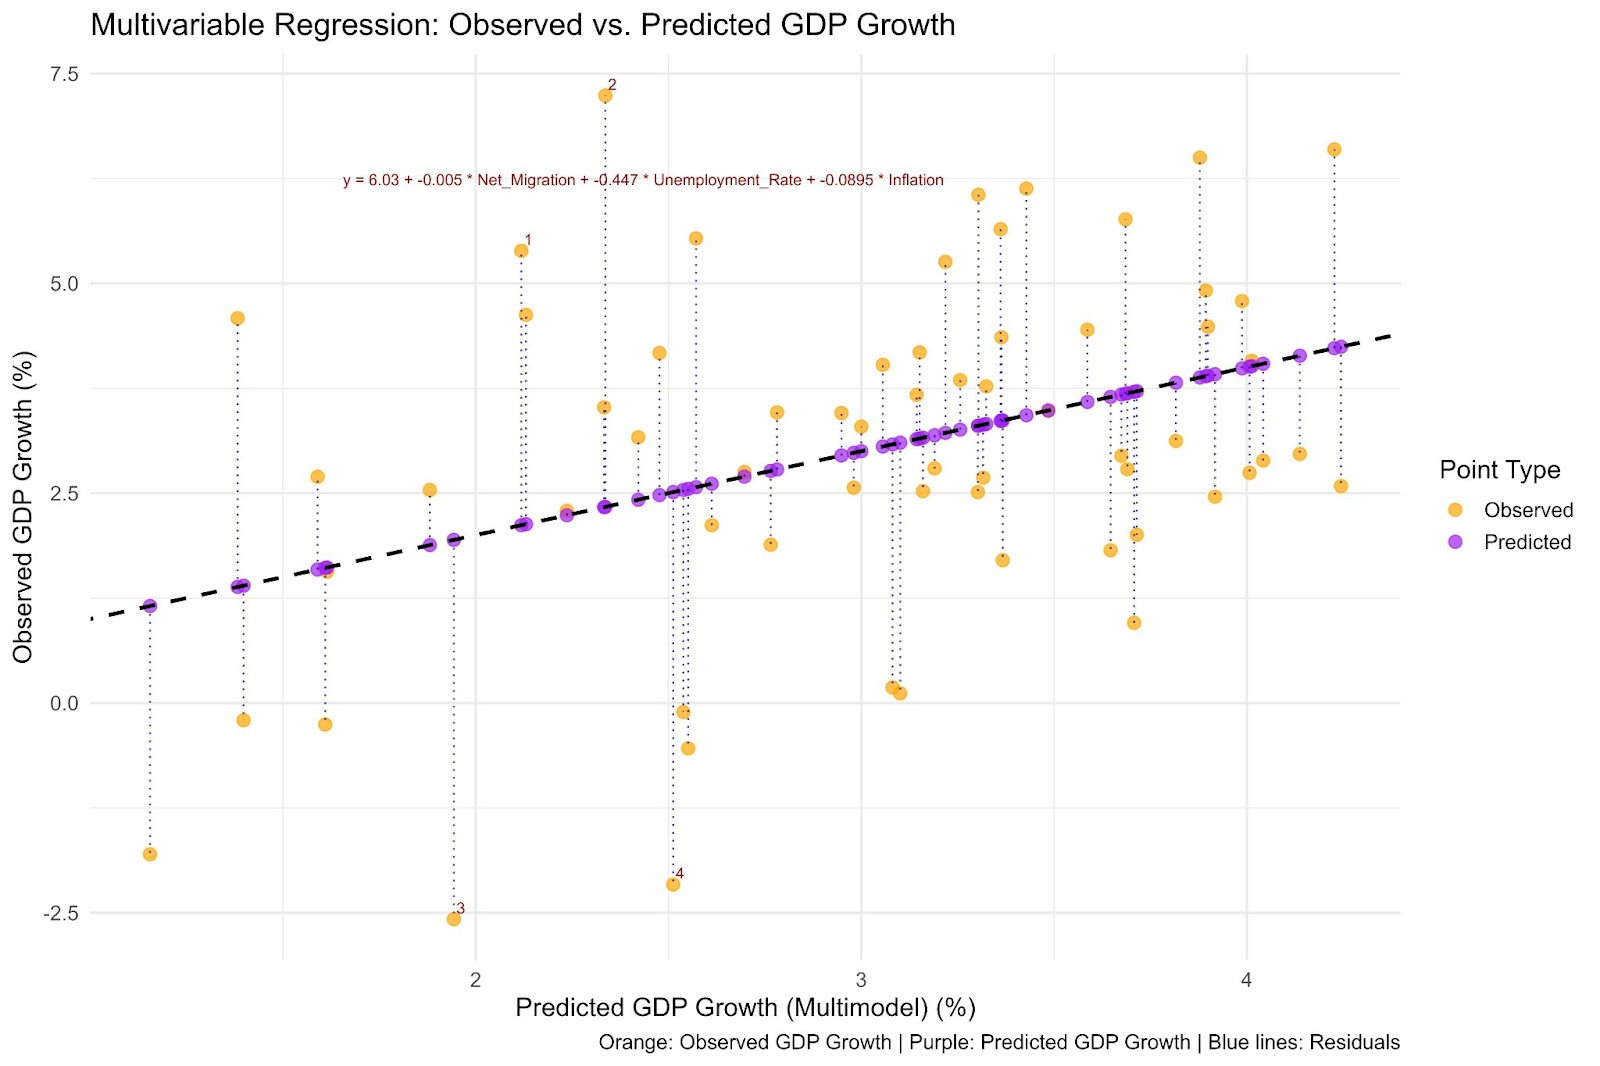 Multivariable Regression: Observed vs. Predicted GDP Growth
7.5
2
y = 6.03 + -0.005 * Net_Migration + -0.447 * Unemployment_Rate + -0.0895 * Inflation
1
5.0
Observed GDP Growth (%)
2.5
Point Type
Observed
Predicted
0.0
4
3
-2.5
2
3
4
Predicted GDP Growth (Multimodel) (%)
Orange: Observed GDP Growth | Purple: Predicted GDP Growth | Blue lines: Residuals